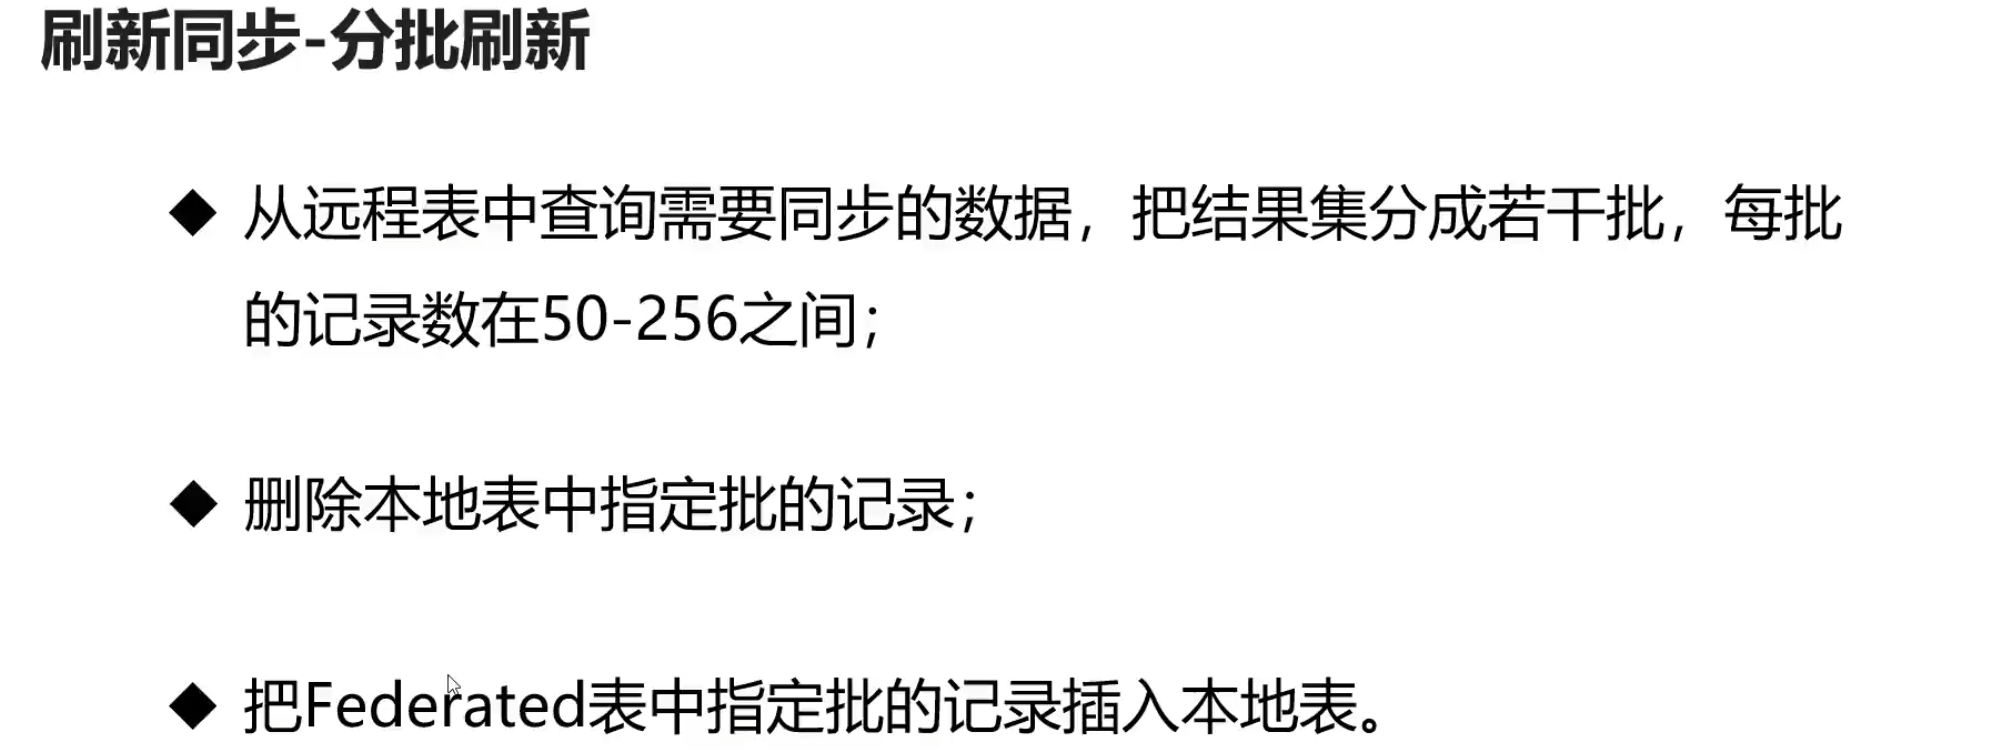 刷新同步-分批刷新
◆ 从远程表中查询需要同步的数据，把结果集分成若干批，每批
的记录数在50-256之间；
◆ 删除本地表中指定批的记录；
◆ 把Federated表中指定批的记录插入本地表。